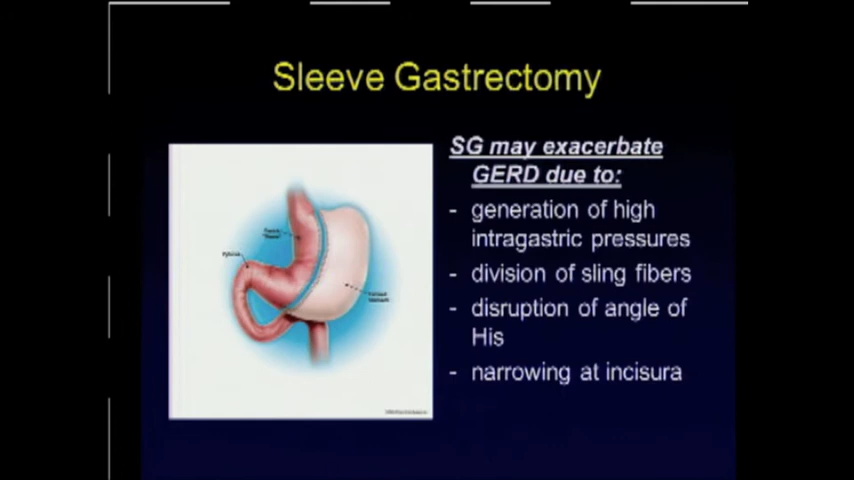 Sleeve Gastrectomy
SG may exacerbate
GERD due to:
- generation of high
intragastric pressures
- division of sling fibers
- disruption of angle of
His
- narrowing at incisura
Pylorus